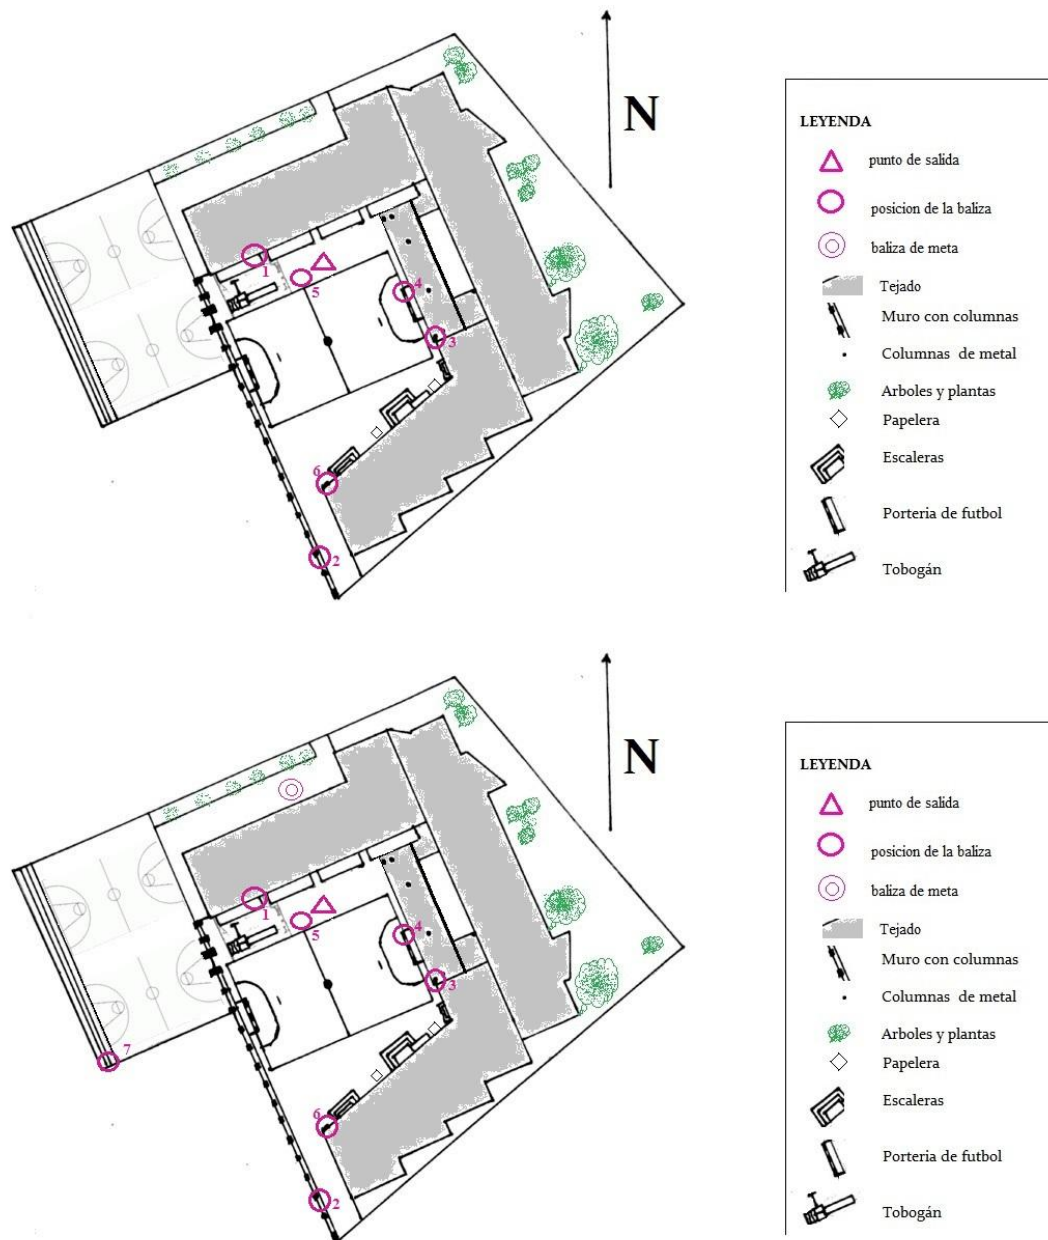 N
1
5
4
3
6
2
LEYENDA
punto de salida
posicion de la baliza
baliza de meta
Tejado
Muro con columnas
Columnas de metal
Arboles y plantas
Papelera
Escaleras
Porteria de futbol
Tobogán
N
1
5
4
3
7
6
2
LEYENDA
punto de salida
posicion de la baliza
baliza de meta
Tejado
Muro con columnas
Columnas de metal
Arboles y plantas
Papelera
Escaleras
Porteria de futbol
Tobogán